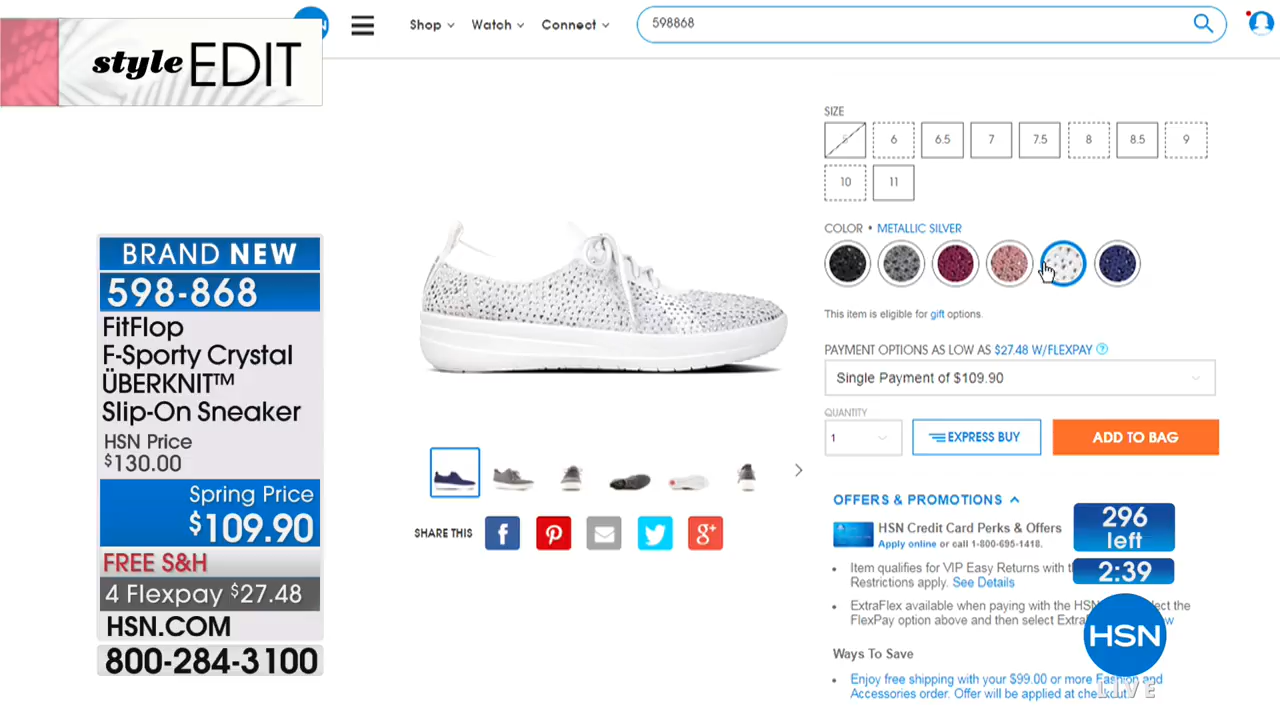 styleEDIT
Shop
Watch
Connect
598868
BRAND NEW
598-868
FitFlop
F-Sporty Crystal
ÜBERKNIT™
Slip-On Sneaker
HSN Price
$130.00
Spring Price
$109.90
FREE S&H
4 Flexpay $27.48
HSN.COM
800-284-3100
SHARE THIS
f
g+
SIZE
6
6.5
7
7.5
8
8.5
9
10
11
COLOR • METALLIC SILVER
This item is eligible for gift options.
PAYMENT OPTIONS AS LOW AS $27.48 W/FLEXPAY ?
Single Payment of $109.90
QUANTITY
1
EXPRESS BUY
ADD TO BAG
OFFERS & PROMOTIONS
HSN Credit Card Perks & Offers
Apply online or call 1-800-695-1418.
• Item qualifies for VIP Easy Returns with
Restrictions apply. See Details
• ExtraFlex available when paying with the the
FlexPay option above and then select
Ways To Save
• Enjoy free shipping with your $99.00 or more Fashion and
Accessories order. Offer will be applied at checkout.
296
left
2:39
HSN
LIVE